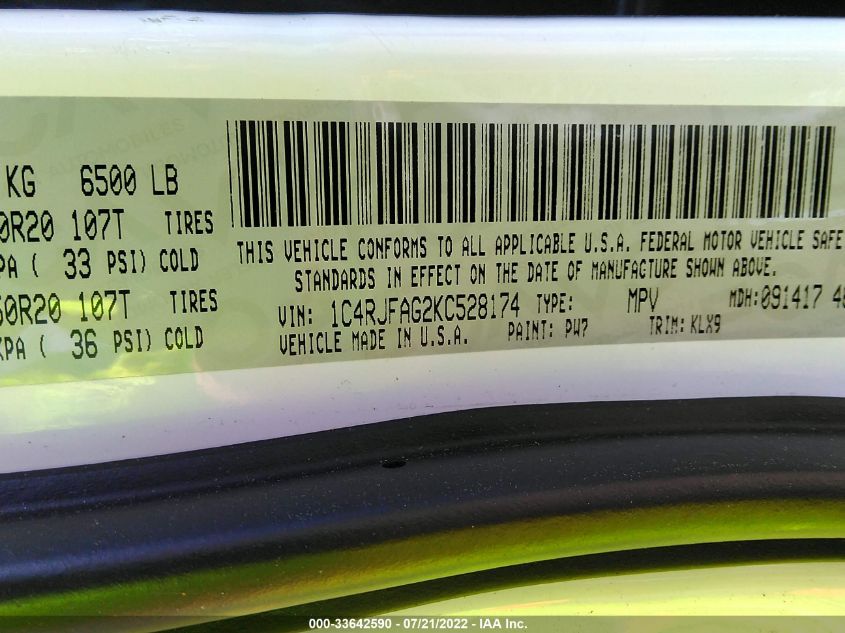 KG 6500 LB
0R20 107T TIRES
PA ( 33 PSI) COLD
50R20 107T TIRES
KPA ( 36 PSI) COLD
THIS VEHICLE CONFORMS TO ALL APPLICABLE U.S.A. FEDERAL MOTOR VEHICLE SAFE
STANDARDS IN EFFECT ON THE DATE OF MANUFACTURE SHOWN ABOVE.
VIN: 1C4RJFAG2KC528174 TYPE: MPV MDH:091417 48
VEHICLE MADE IN U.S.A. PAINT: PW7 TRIM: KLX9
AUTOMOBILES
000-33642590 - 07/21/2022 - IAA Inc.